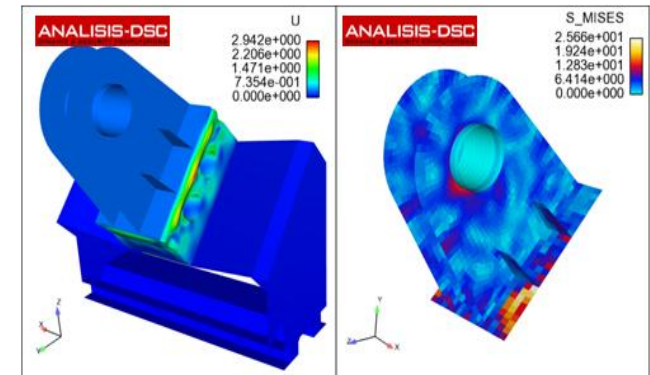 ANALISIS-DSC
U
2.942e+000
2.206e+000
1.471e+000
7.354e-001
0.000e+000
Z
X
Y
ANALISIS-DSC
S_MISES
2.566e+001
1.924e+001
1.283e+001
6.414e+000
0.000e+000
Y
Z
X